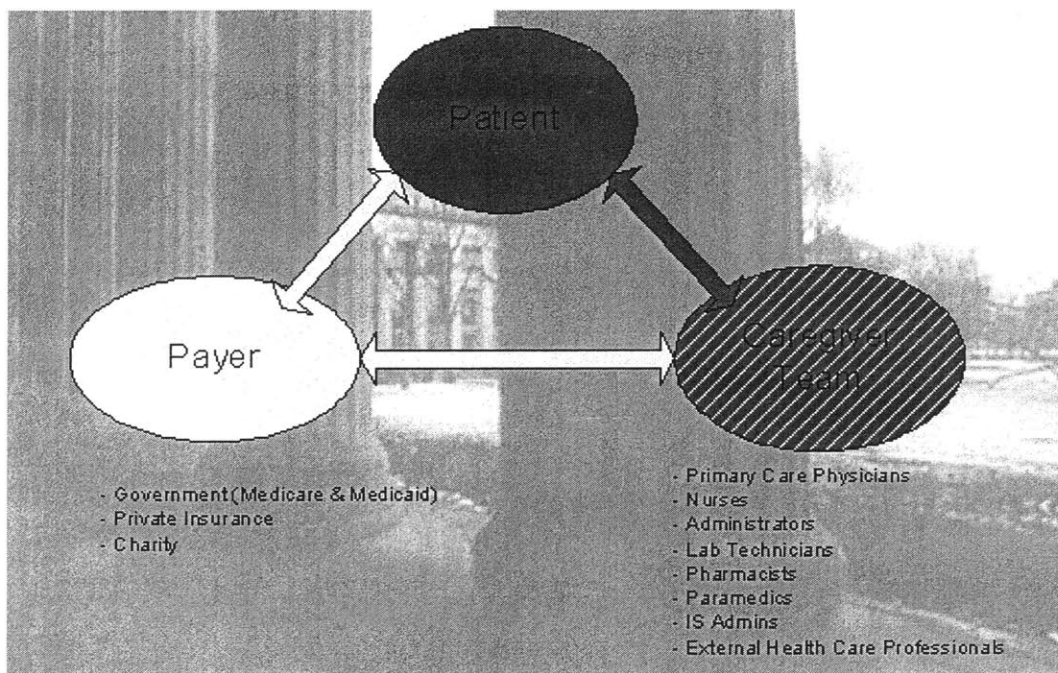 Patient
Payer
Caregiver
Team
- Government (Medicare & Medicaid)
- Private Insurance
- Charity
- Primary Care Physicians
- Nurses
- Administrators
- Lab Technicians
- Pharmacists
- Paramedics
- IS Admins
- External Health Care Professionals